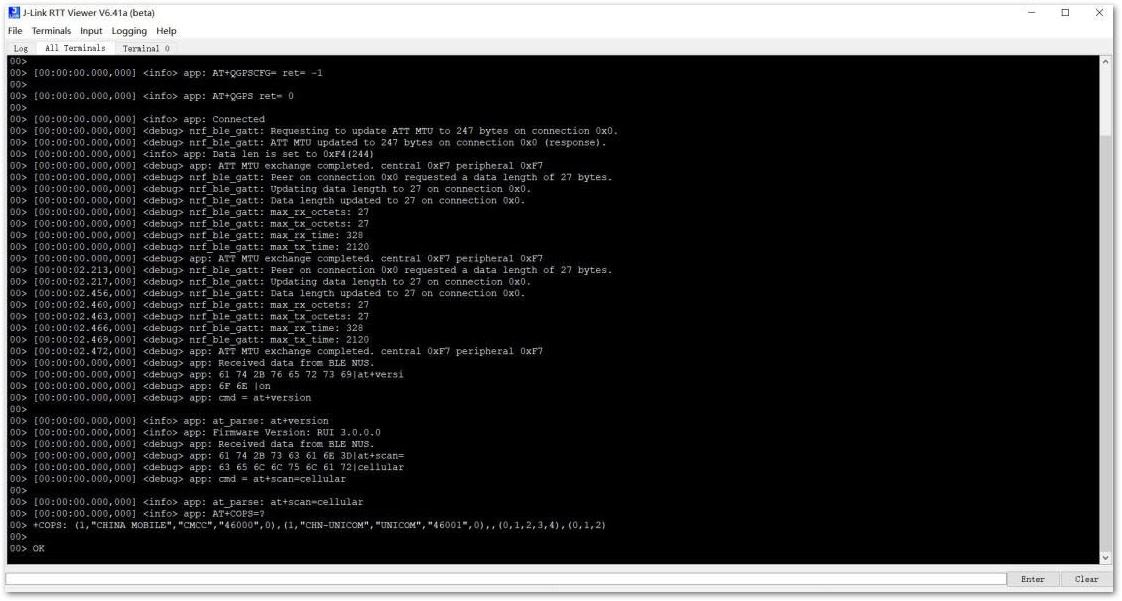 J-Link RTT Viewer V6.41a (beta)
File Terminals Input Logging Help
Log All Terminals Terminal 0
00>
00> [00:00:00.000,000] <info> app: AT+QGPSCFG= ret= -1
00>
00> [00:00:00.000,000] <info> app: AT+QGPS ret= 0
00>
00> [00:00:00.000,000] <info> app: Connected
00> [00:00:00.000,000] <debug> nrf_ble_gatt: Requesting to update ATT MTU to 247 bytes on connection 0x0.
00> [00:00:00.000,000] <debug> nrf_ble_gatt: ATT MTU updated to 247 bytes on connection 0x0 (response).
00> [00:00:00.000,000] <info> app: Data len is set to 0xF4(244)
00> [00:00:00.000,000] <debug> app: ATT MTU exchange completed. central 0xF7 peripheral 0xF7
00> [00:00:00.000,000] <debug> nrf_ble_gatt: Peer on connection 0x0 requested a data length of 27 bytes.
00> [00:00:00.000,000] <debug> nrf_ble_gatt: Updating data length to 27 on connection 0x0.
00> [00:00:00.000,000] <debug> nrf_ble_gatt: Data length updated to 27 on connection 0x0.
00> [00:00:00.000,000] <debug> nrf_ble_gatt: max_rx_octets: 27
00> [00:00:00.000,000] <debug> nrf_ble_gatt: max_tx_octets: 27
00> [00:00:00.000,000] <debug> nrf_ble_gatt: max_rx_time: 328
00> [00:00:00.000,000] <debug> nrf_ble_gatt: max_tx_time: 2120
00> [00:00:00.000,000] <debug> app: ATT MTU exchange completed. central 0xF7 peripheral 0xF7
00> [00:00:02.213,000] <debug> nrf_ble_gatt: Peer on connection 0x0 requested a data length of 27 bytes.
00> [00:00:02.217,000] <debug> nrf_ble_gatt: Updating data length to 27 on connection 0x0.
00> [00:00:02.456,000] <debug> nrf_ble_gatt: Data length updated to 27 on connection 0x0.
00> [00:00:02.460,000] <debug> nrf_ble_gatt: max_rx_octets: 27
00> [00:00:02.463,000] <debug> nrf_ble_gatt: max_tx_octets: 27
00> [00:00:02.466,000] <debug> nrf_ble_gatt: max_rx_time: 328
00> [00:00:02.469,000] <debug> nrf_ble_gatt: max_tx_time: 2120
00> [00:00:02.472,000] <debug> app: ATT MTU exchange completed. central 0xF7 peripheral 0xF7
00> [00:00:00.000,000] <debug> app: Received data from BLE NUS.
00> [00:00:00.000,000] <debug> app: 61 74 2B 76 65 72 73 69|at+versi
00> [00:00:00.000,000] <debug> app: 6F 6E |on
00> [00:00:00.000,000] <debug> app: cmd = at+version
00>
00> [00:00:00.000,000] <info> app: at_parse: at+version
00> [00:00:00.000,000] <info> app: Firmware Version: RUI 3.0.0.0
00> [00:00:00.000,000] <debug> app: Received data from BLE NUS.
00> [00:00:00.000,000] <debug> app: 61 74 2B 73 63 61 6E 3D|at+scan=
00> [00:00:00.000,000] <debug> app: 63 65 6C 6C 75 6C 61 72|cellular
00> [00:00:00.000,000] <debug> app: cmd = at+scan=cellular
00>
00> [00:00:00.000,000] <info> app: at_parse: at+scan=cellular
00> [00:00:00.000,000] <info> app: AT+COPS=?
00> +COPS: (1,"CHINA MOBILE","CMCC","46000",0),(1,"CHN-UNICOM","UNICOM","46001",0),,(0,1,2,3,4),(0,1,2)
00>
00> OK
Enter Clear